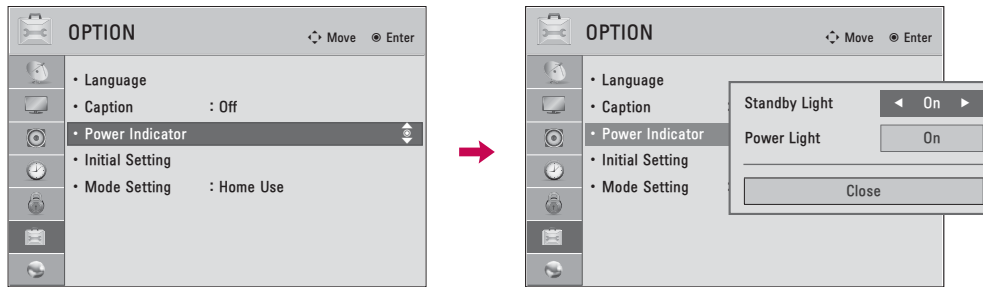 OPTION
Move Enter
• Language
• Caption : Off
• Power Indicator
• Initial Setting
• Mode Setting : Home Use
OPTION
Move Enter
• Language
• Caption :
• Power Indicator
• Initial Setting
• Mode Setting :
Standby Light ◄ On ►
Power Light On
Close